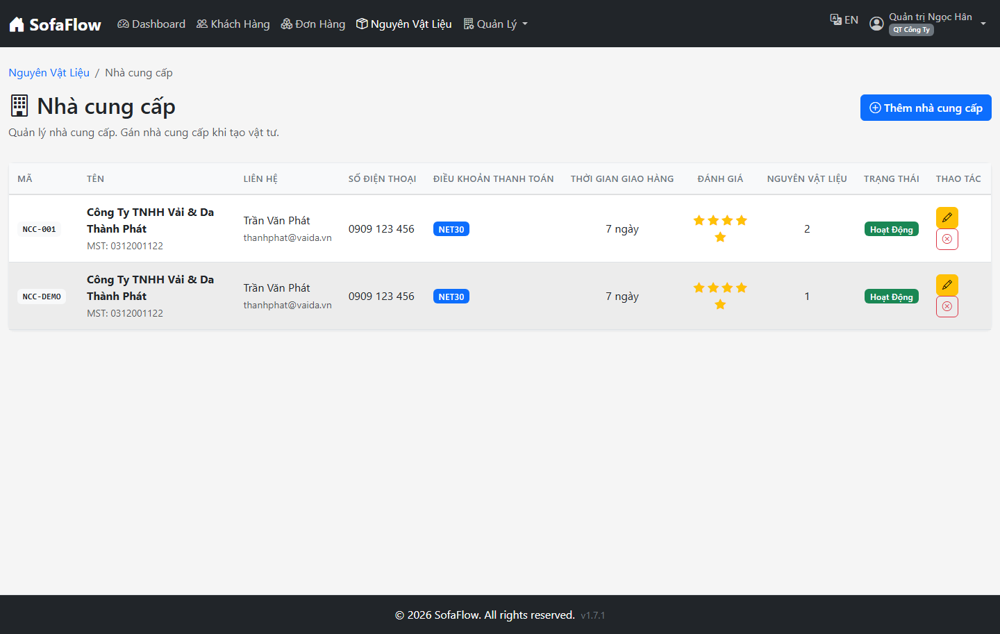 SofaFlow Dashboard Khách Hàng Đơn Hàng Nguyên Vật Liệu Quản Lý EN Quản trị Ngọc Hân
QT Công Ty
Nguyên Vật Liệu / Nhà cung cấp
Nhà cung cấp
Thêm nhà cung cấp
Quản lý nhà cung cấp. Gán nhà cung cấp khi tạo vật tư.
MÃ TÊN LIÊN HỆ SỐ ĐIỆN THOẠI ĐIỀU KHOẢN THANH TOÁN THỜI GIAN GIAO HÀNG ĐÁNH GIÁ NGUYÊN VẬT LIỆU TRẠNG THÁI THAO TÁC
NCC-001
Công Ty TNHH Vải & Da
Thành Phát
MST: 0312001122
Trần Văn Phát
thanhphat@vaida.vn
0909 123 456
NET30
7 ngày
2
Hoạt Động
NCC-DEMO
Công Ty TNHH Vải & Da
Thành Phát
MST: 0312001122
Trần Văn Phát
thanhphat@vaida.vn
0909 123 456
NET30
7 ngày
1
Hoạt Động
© 2026 SofaFlow. All rights reserved. v1.7.1